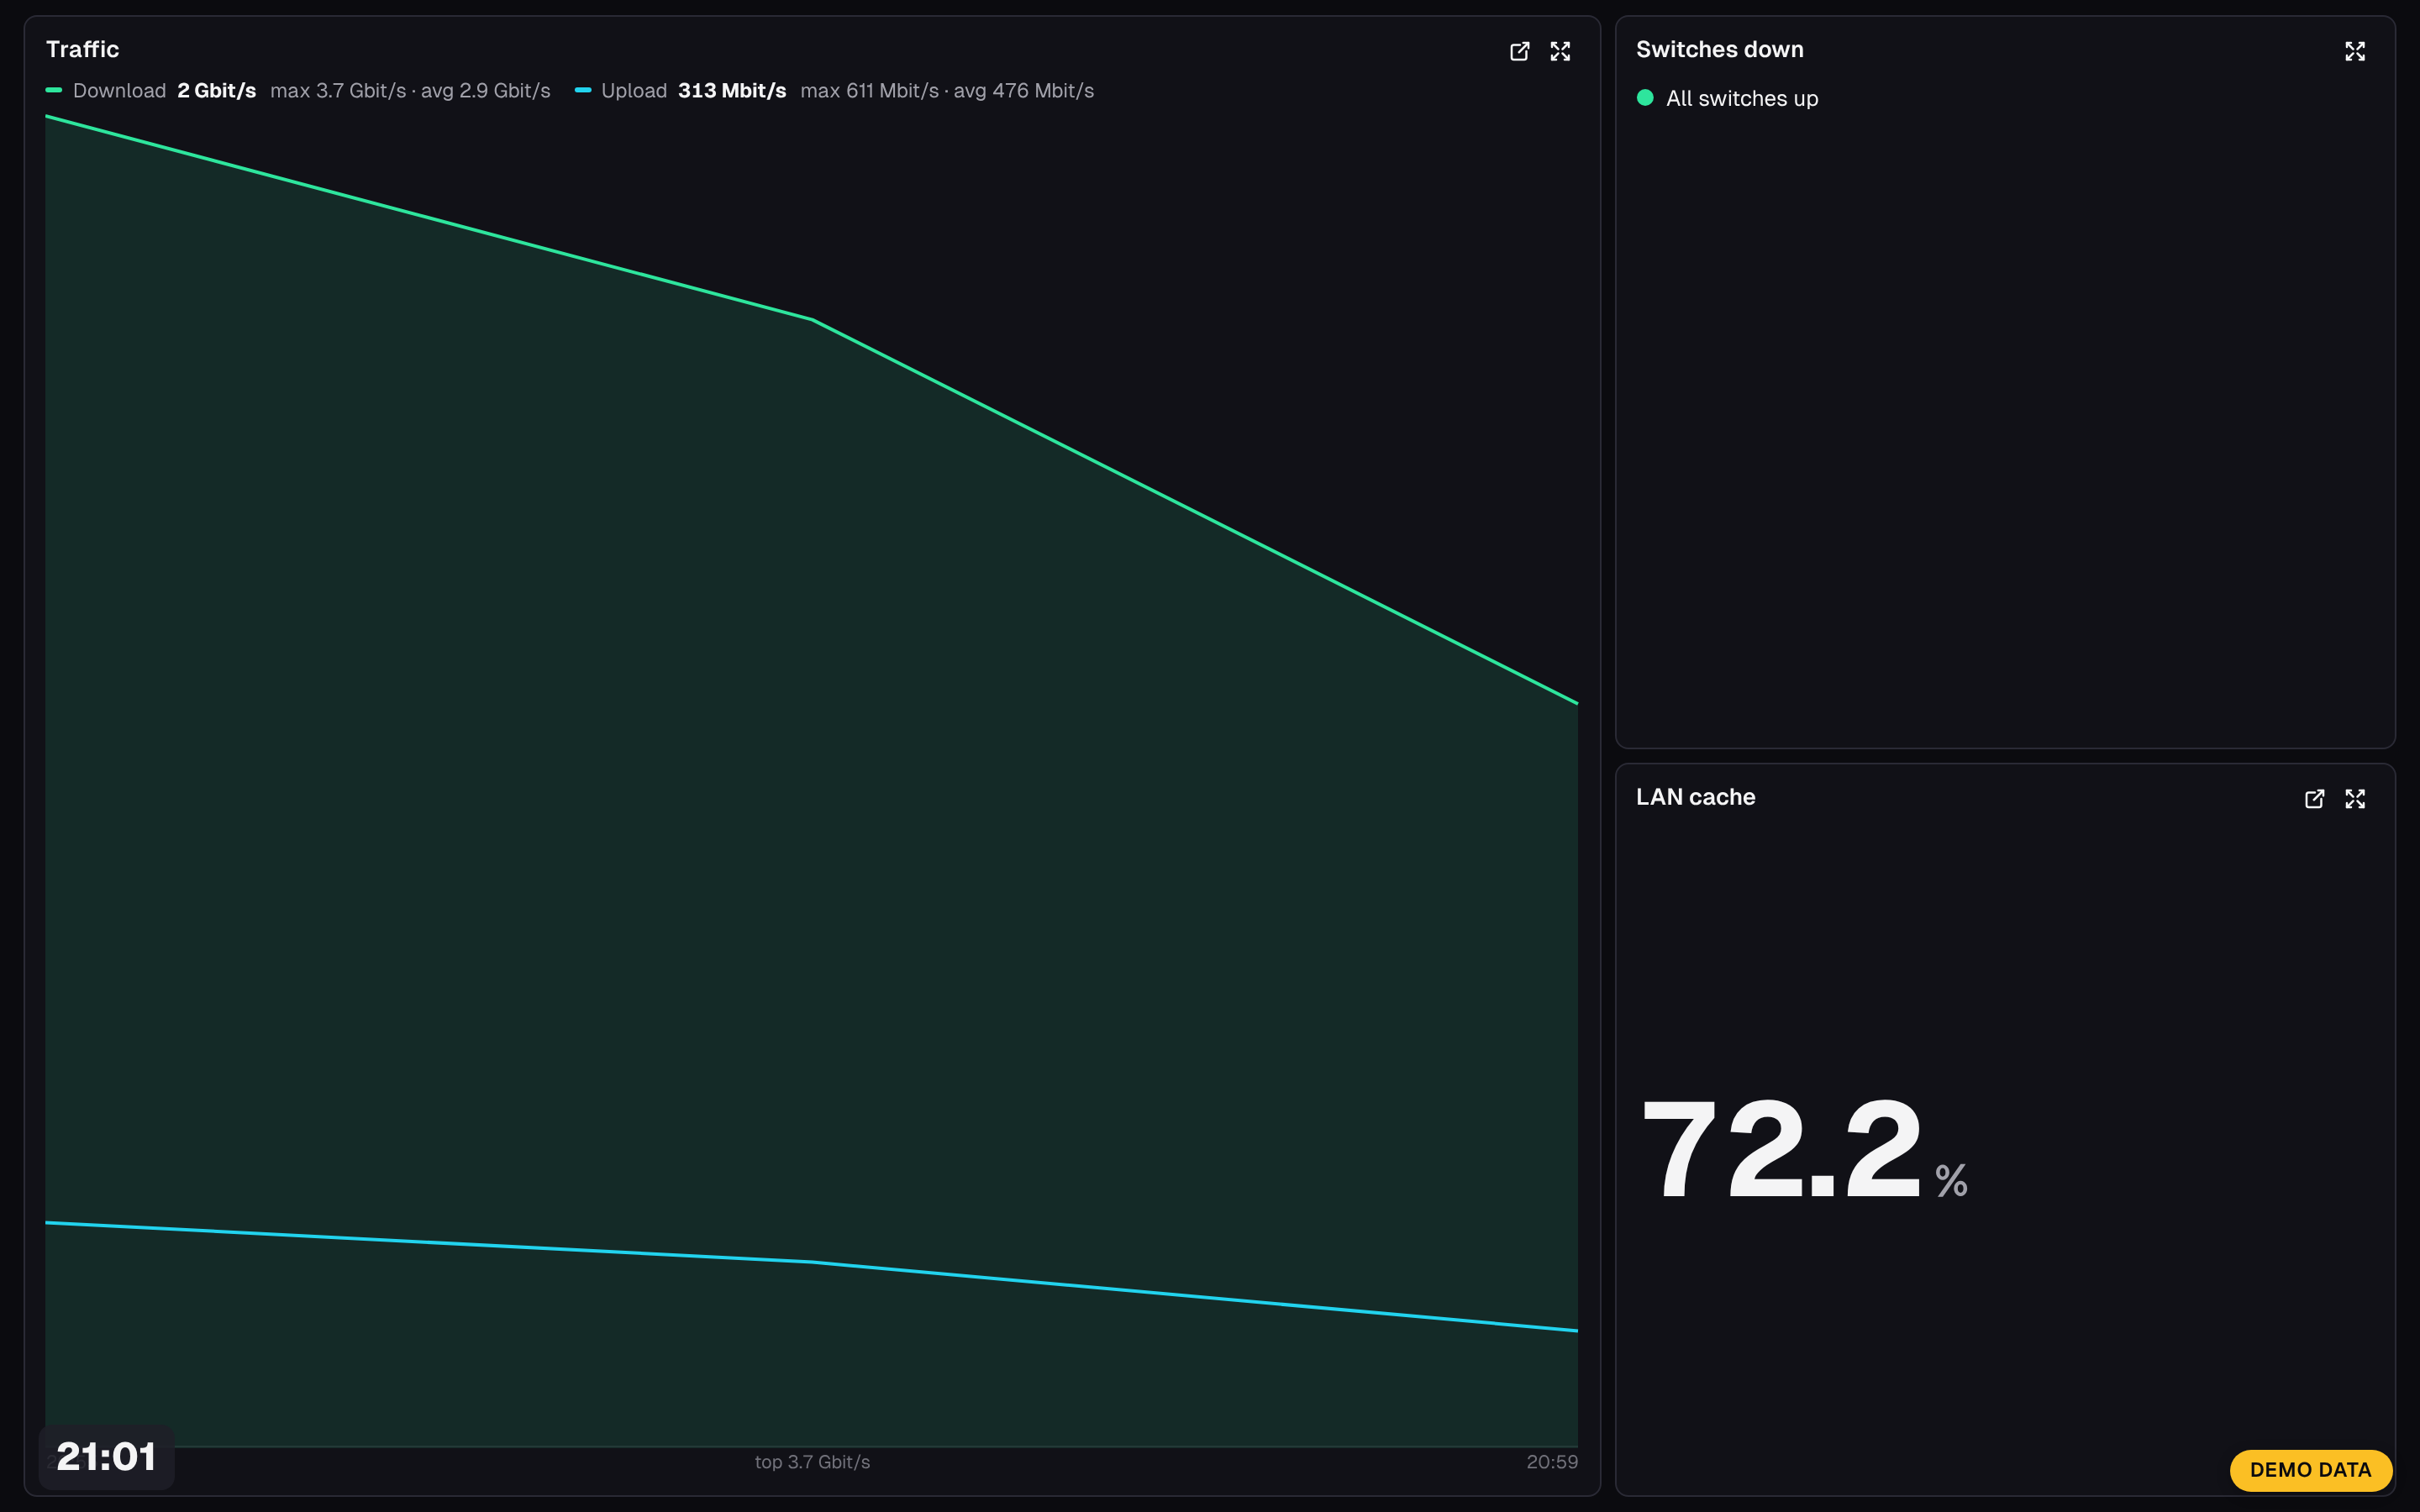 Traffic
Download 2 Gbit/s max 3.7 Gbit/s · avg 2.9 Gbit/s Upload 313 Mbit/s max 611 Mbit/s · avg 476 Mbit/s
21:01
top 3.7 Gbit/s
20:59
Switches down
All switches up
LAN cache
72.2 %
DEMO DATA